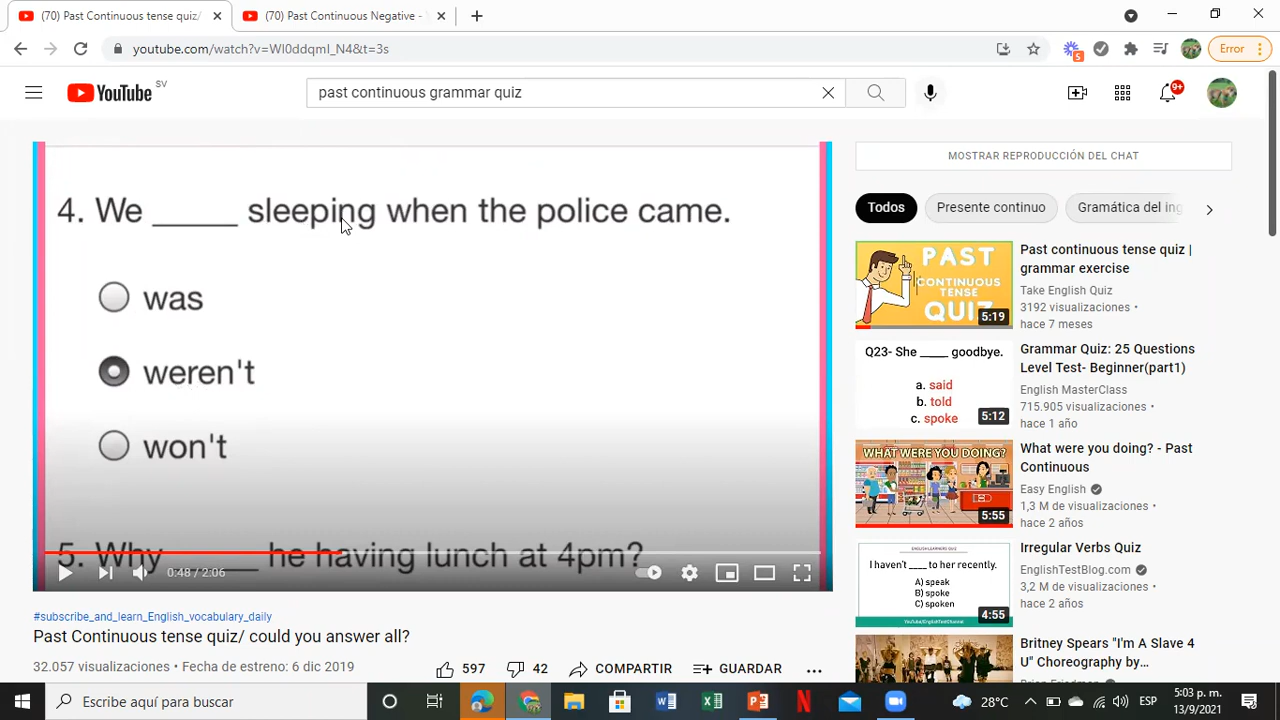 (70) Past Continuous tense quiz/
(70) Past Continuous Negative -
youtube.com/watch?v=WI0ddqmI_N4&t=3s
5
Error
YouTube SV
past continuous grammar quiz
9+
4. We _____ sleeping when the police came.
was
weren't
won't
5. Why _____ he having lunch at 4pm?
0:48 / 2:06
#subscribe_and_learn_English_vocabulary_daily
Past Continuous tense quiz/ could you answer all?
32.057 visualizaciones • Fecha de estreno: 6 dic 2019
597
42
COMPARTIR
GUARDAR
MOSTRAR REPRODUCCIÓN DEL CHAT
Todos
Presente continuo
Gramática del ing
PAST
CONTINUOUS
TENSE
QUIZ
5:19
Past continuous tense quiz |
grammar exercise
Take English Quiz
3192 visualizaciones •
hace 7 meses
Q23- She ____ goodbye.
a. said
b. told
c. spoke
5:12
Grammar Quiz: 25 Questions
Level Test- Beginner(part1)
English MasterClass
715.905 visualizaciones •
hace 1 año
WHAT WERE YOU DOING?
5:55
What were you doing? - Past
Continuous
Easy English
1,3 M de visualizaciones •
hace 2 años
ENGLISH LEARNERS QUIZ
I haven't ____ to her recently.
A) speak
B) spoke
C) spoken
YouTube/EnglishTestChannel
4:55
Irregular Verbs Quiz
EnglishTestBlog.com
3,2 M de visualizaciones •
hace 2 años
Britney Spears "I'm A Slave 4
U" Choreography by...
Escribe aquí para buscar
28°C
ESP
5:03 p. m.
13/9/2021